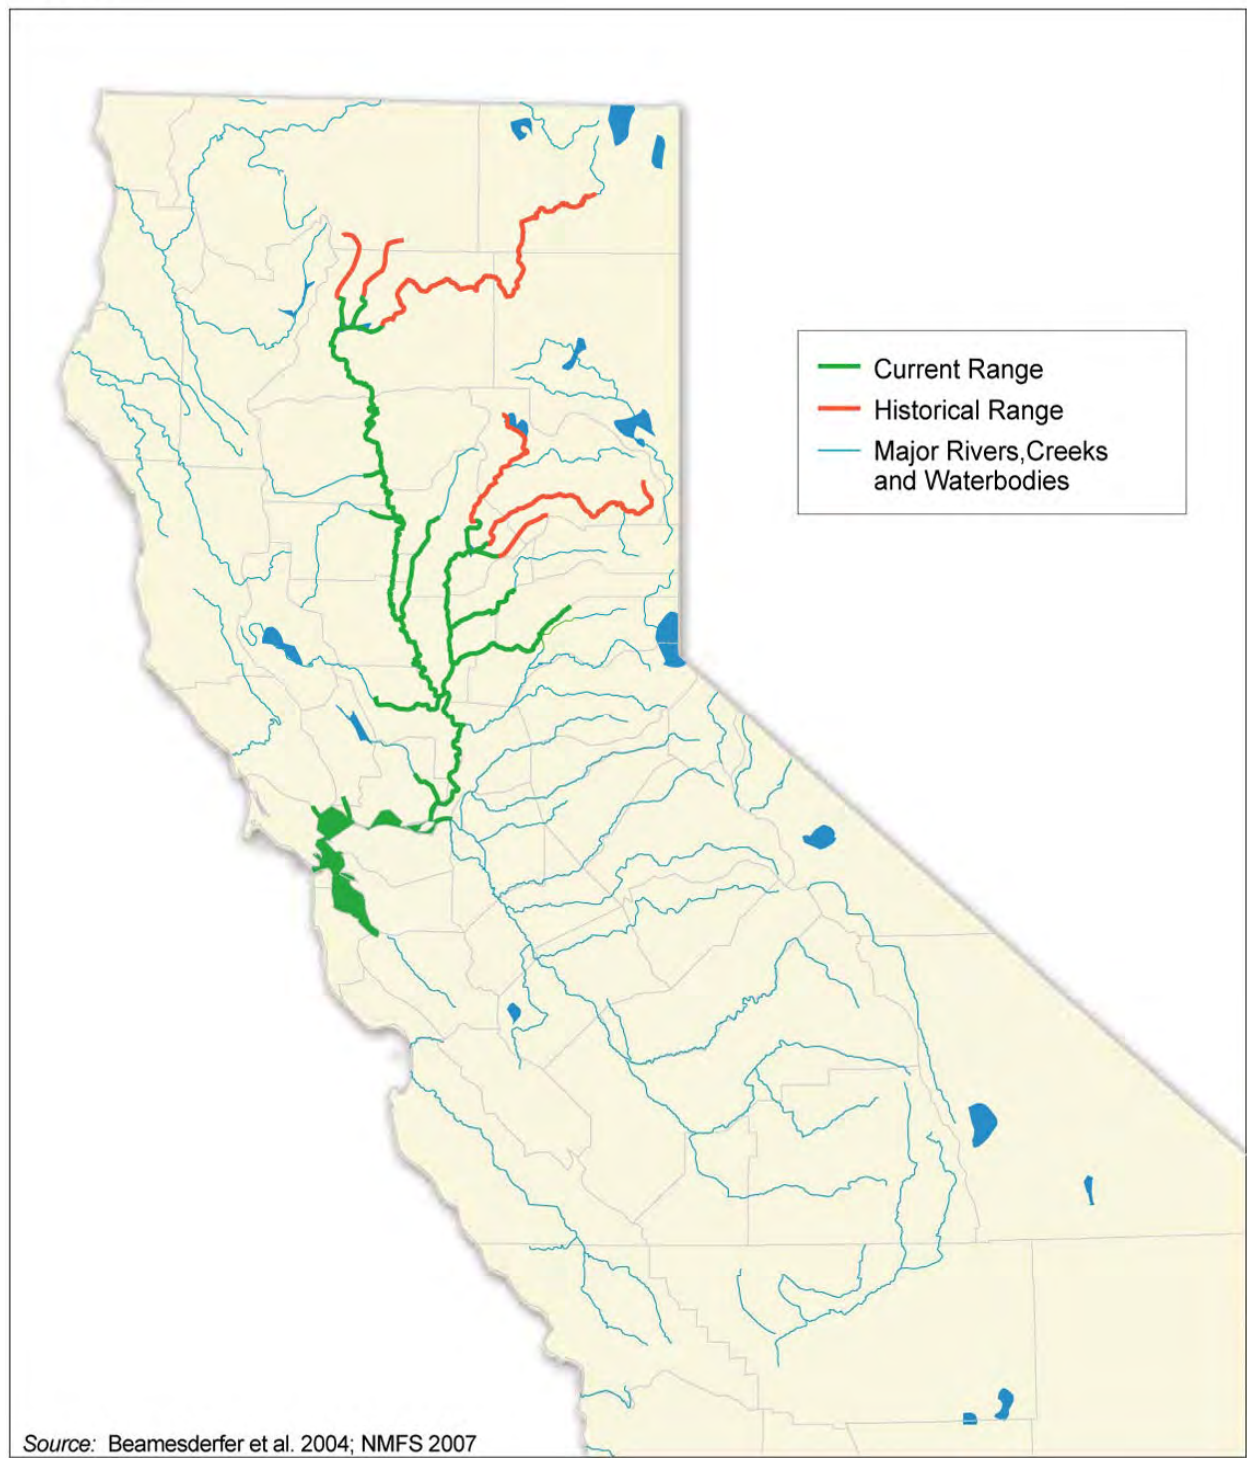 Current Range
Historical Range
Major Rivers,Creeks
and Waterbodies
Source: Beamesderfer et al. 2004; NMFS 2007